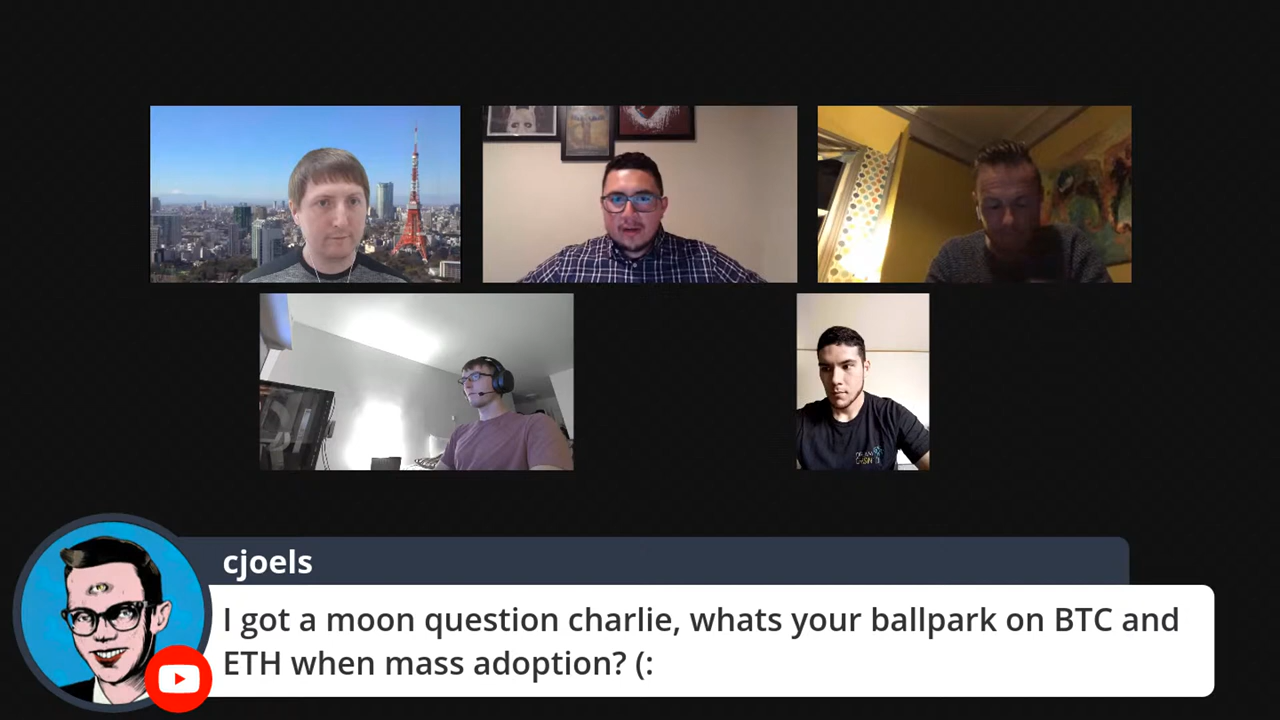 cjoels
I got a moon question charlie, whats your ballpark on BTC and
ETH when mass adoption? (: